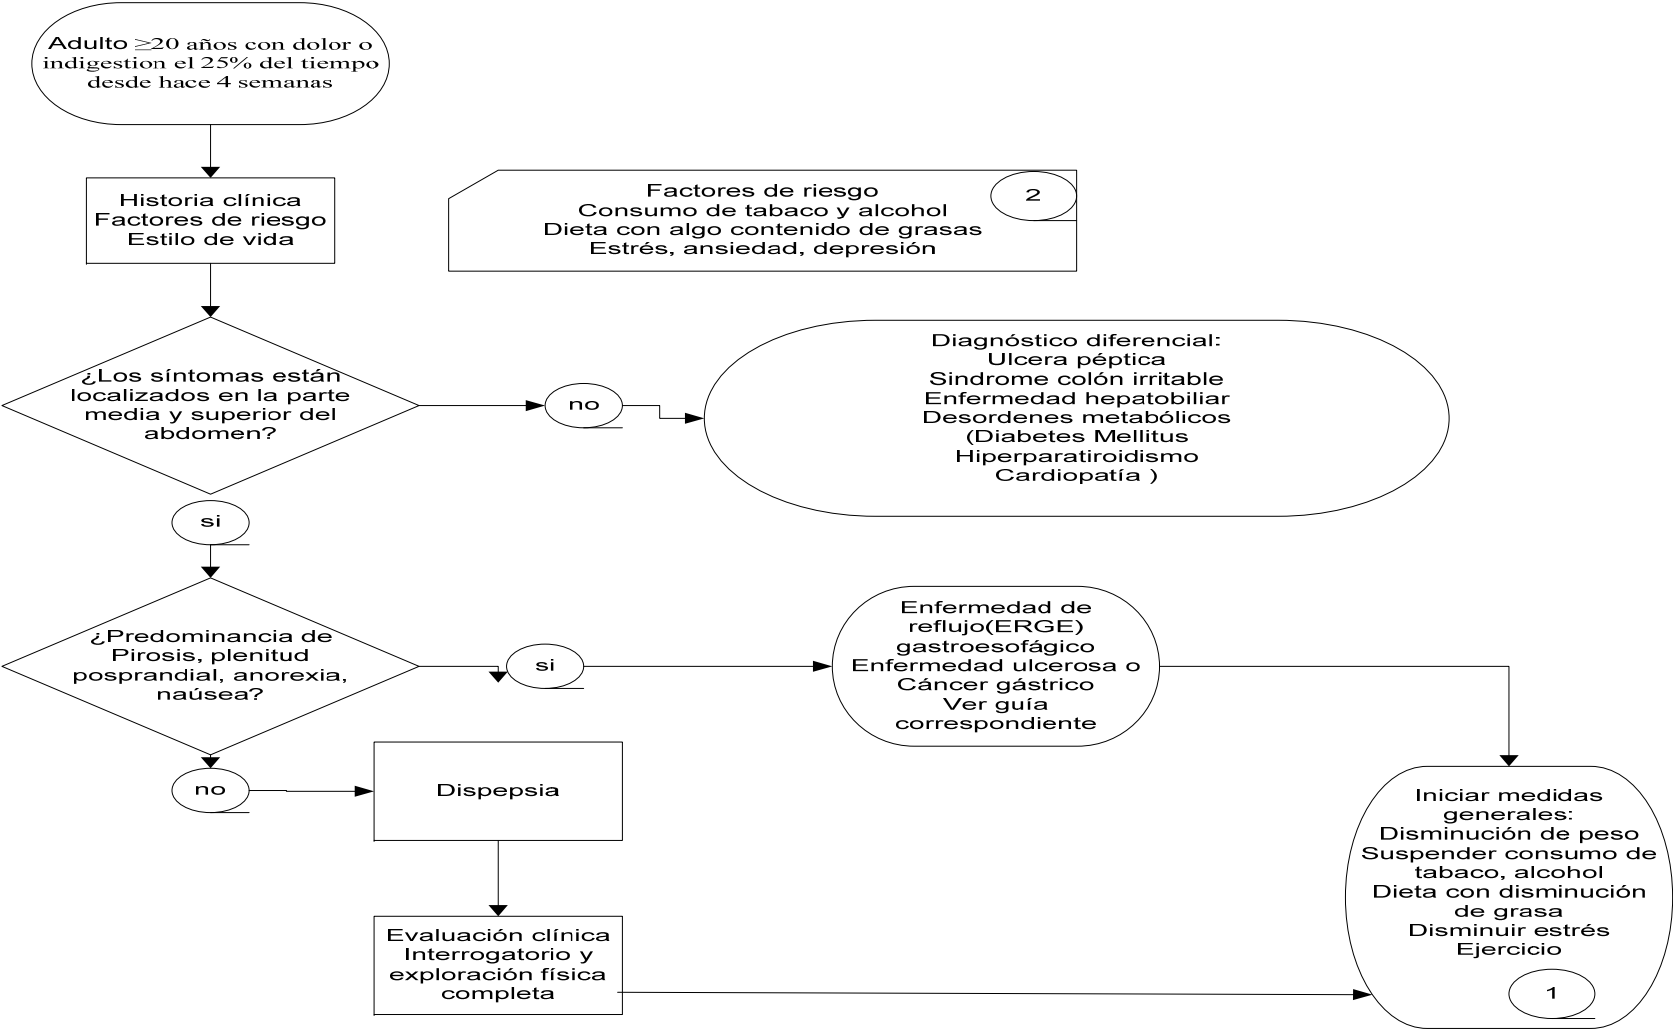 Adulto ≥20 años con dolor o
indigestion el 25% del tiempo
desde hace 4 semanas
Historia clínica
Factores de riesgo
Estilo de vida
Factores de riesgo
Consumo de tabaco y alcohol
Dieta con algo contenido de grasas
Estrés, ansiedad, depresión
2
¿Los síntomas están
localizados en la parte
media y superior del
abdomen?
no
Diagnóstico diferencial:
Ulcera péptica
Sindrome colón irritable
Enfermedad hepatobiliar
Desordenes metabólicos
(Diabetes Mellitus
Hiperparatiroidismo
Cardiopatía )
si
¿Predominancia de
Pirosis, plenitud
posprandial, anorexia,
naúsea?
si
Enfermedad de
reflujo(ERGE)
gastroesofágico
Enfermedad ulcerosa o
Cáncer gástrico
Ver guía
correspondiente
no
Dispepsia
Evaluación clínica
Interrogatorio y
exploración física
completa
Iniciar medidas
generales:
Disminución de peso
Suspender consumo de
tabaco, alcohol
Dieta con disminución
de grasa
Disminuir estrés
Ejercicio
1